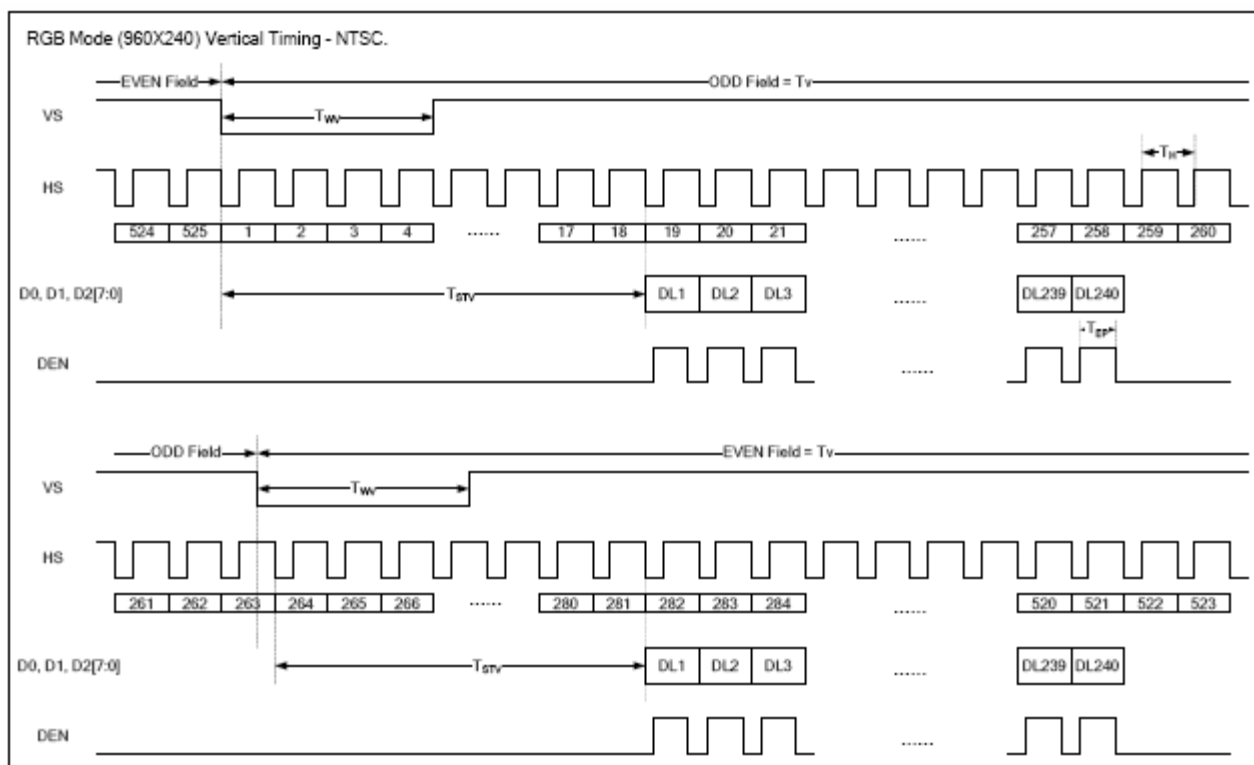 RGB Mode (960X240) Vertical Timing - NTSC.
EVEN Field
ODD Field = Tv
VS
TWV
TH
HS
524 525 1 2 3 4 ...... 17 18 19 20 21 ...... 257 258 259 260
D0, D1, D2[7:0]
TSTV
DL1 DL2 DL3 ...... DL239 DL240
TEP
DEN
......
ODD Field
EVEN Field = Tv
VS
TWV
HS
261 262 263 264 265 266 ...... 280 281 282 283 284 ...... 520 521 522 523
D0, D1, D2[7:0]
TSTV
DL1 DL2 DL3 ...... DL239 DL240
DEN
......